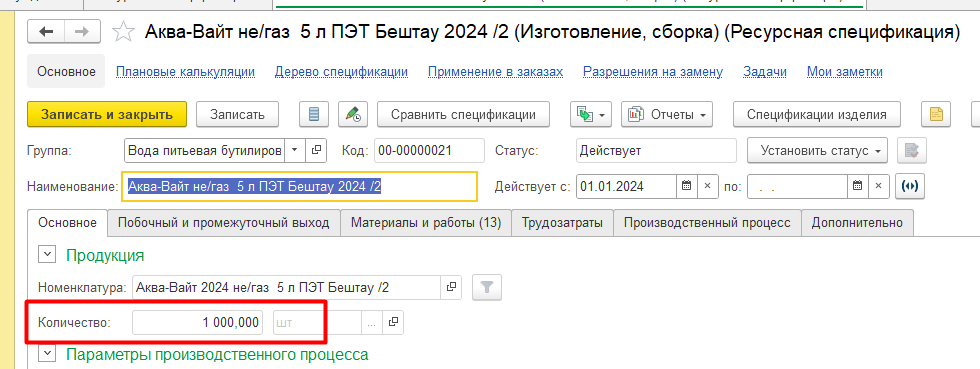 Аква-Вайт не/газ 5 л ПЭТ Бештау 2024 /2 (Изготовление, сборка) (Ресурсная спецификация)
Основное Плановые калькуляции Дерево спецификации Применение в заказах Разрешения на замену Задачи Мои заметки
Записать и закрыть Записать Сравнить спецификации Отчеты Спецификации изделия
Группа: Вода питьевая бутилиров Код: 00-00000021 Статус: Действует Установить статус
Наименование: Аква-Вайт не/газ 5 л ПЭТ Бештау 2024 /2 Действует с: 01.01.2024 по: . .
Основное Побочный и промежуточный выход Материалы и работы (13) Трудозатраты Производственный процесс Дополнительно
Продукция
Номенклатура: Аква-Вайт 2024 не/газ 5 л ПЭТ Бештау /2
Количество: 1 000,000 шт ...
Параметры производственного процесса